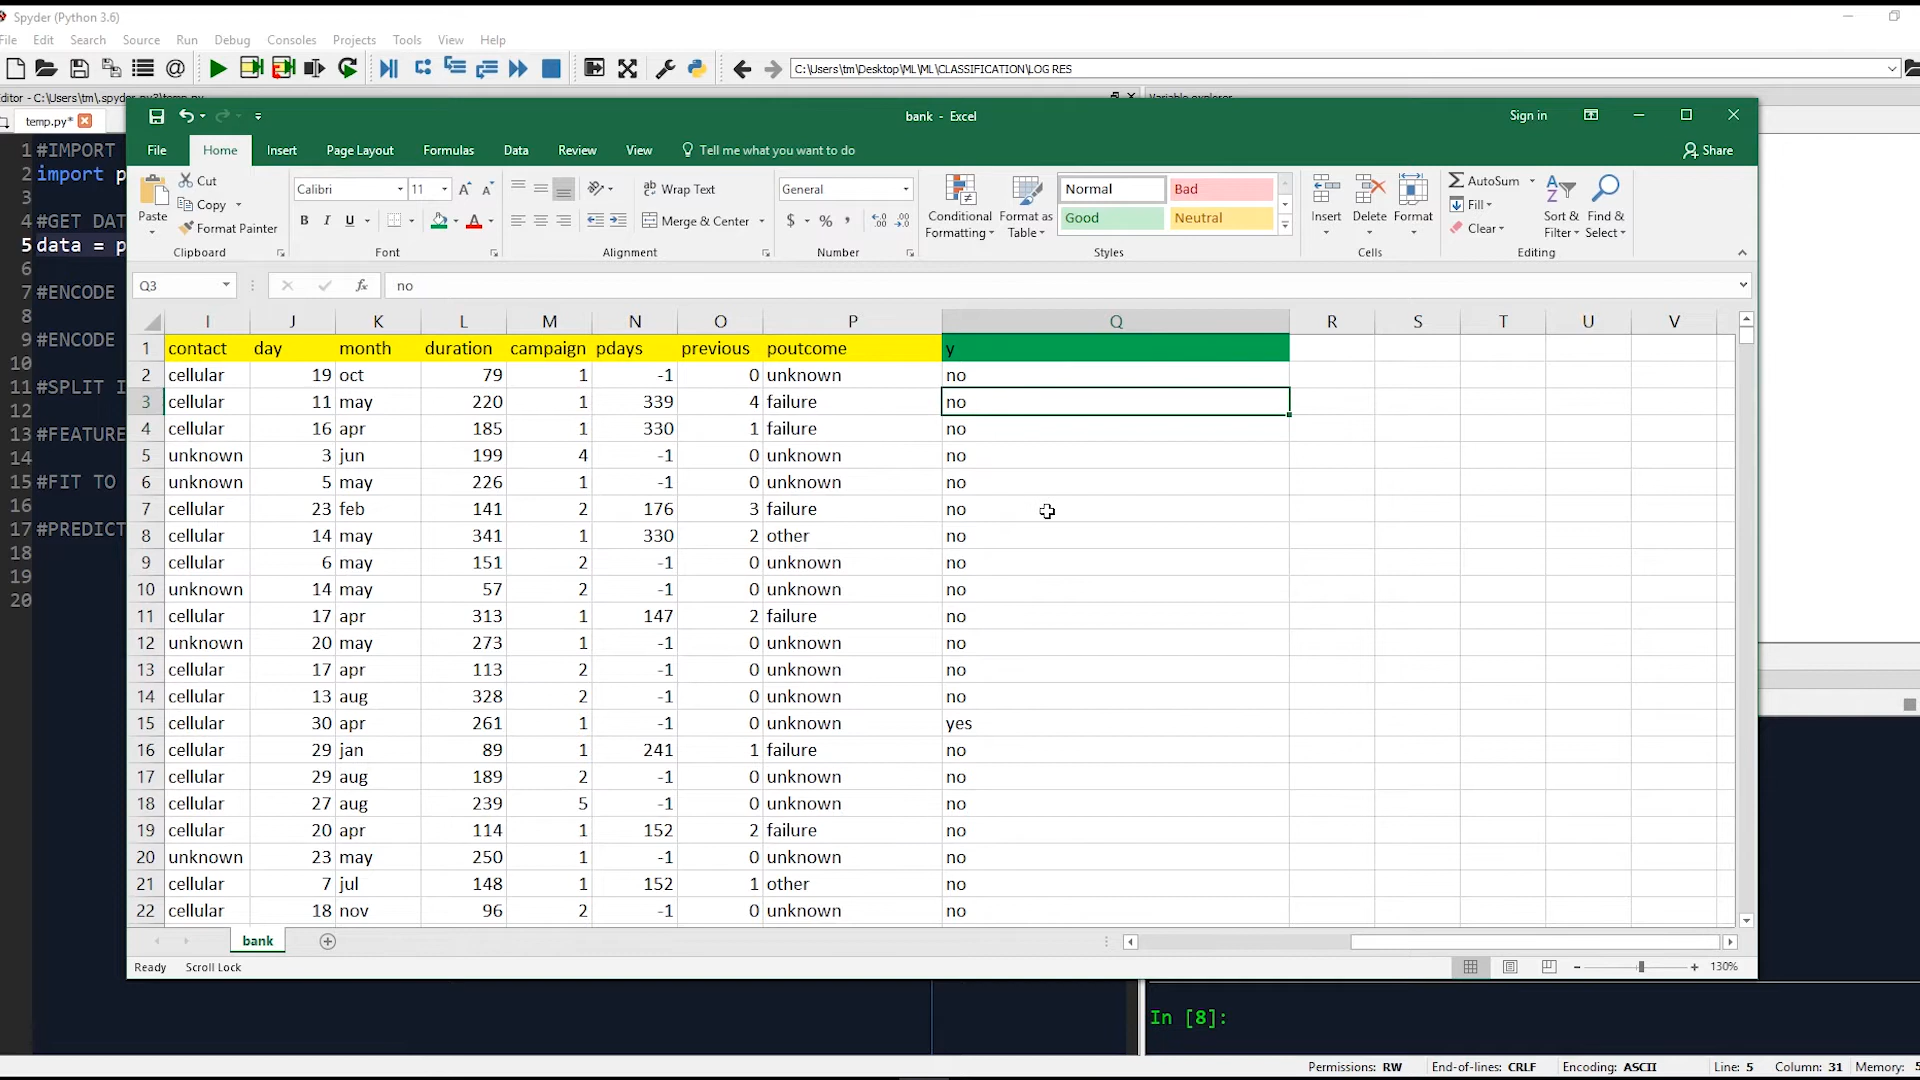 Spyder (Python 3.6)
File Edit Search Source Run Debug Consoles Projects Tools View Help
C:\Users\tm\Desktop\ML\ML\CLASSIFICATION\LOG RES
temp.py*
1 #IMPORT
2 import p
3
4 #GET DAT
5 data = p
6
7 #ENCODE
8
9 #ENCODE
10
11 #SPLIT I
12
13 #FEATURE
14
15 #FIT TO
16
17 #PREDICT
18
19
20
bank - Excel
Sign in
File Home Insert Page Layout Formulas Data Review View Tell me what you want to do Share
Paste Cut Copy Format Painter Clipboard
Calibri 11 B I U Font
Wrap Text Merge & Center Alignment
General $ % , Number
Conditional Formatting Format as Table Normal Bad Good Neutral Styles
Insert Delete Format Cells
AutoSum Fill Clear Sort & Filter Find & Select Editing
Q3 fx no
I J K L M N O P Q R S T U V
1 contact day month duration campaign pdays previous poutcome y
2 cellular 19 oct 79 1 -1 0 unknown no
3 cellular 11 may 220 1 339 4 failure no
4 cellular 16 apr 185 1 330 1 failure no
5 unknown 3 jun 199 4 -1 0 unknown no
6 unknown 5 may 226 1 -1 0 unknown no
7 cellular 23 feb 141 2 176 3 failure no
8 cellular 14 may 341 1 330 2 other no
9 cellular 6 may 151 2 -1 0 unknown no
10 unknown 14 may 57 2 -1 0 unknown no
11 cellular 17 apr 313 1 147 2 failure no
12 unknown 20 may 273 1 -1 0 unknown no
13 cellular 17 apr 113 2 -1 0 unknown no
14 cellular 13 aug 328 2 -1 0 unknown no
15 cellular 30 apr 261 1 -1 0 unknown yes
16 cellular 29 jan 89 1 241 1 failure no
17 cellular 29 aug 189 2 -1 0 unknown no
18 cellular 27 aug 239 5 -1 0 unknown no
19 cellular 20 apr 114 1 152 2 failure no
20 unknown 23 may 250 1 -1 0 unknown no
21 cellular 7 jul 148 1 152 1 other no
22 cellular 18 nov 96 2 -1 0 unknown no
bank
Ready Scroll Lock 130%
In [8]:
Permissions: RW End-of-lines: CRLF Encoding: ASCII Line: 5 Column: 31 Memory: